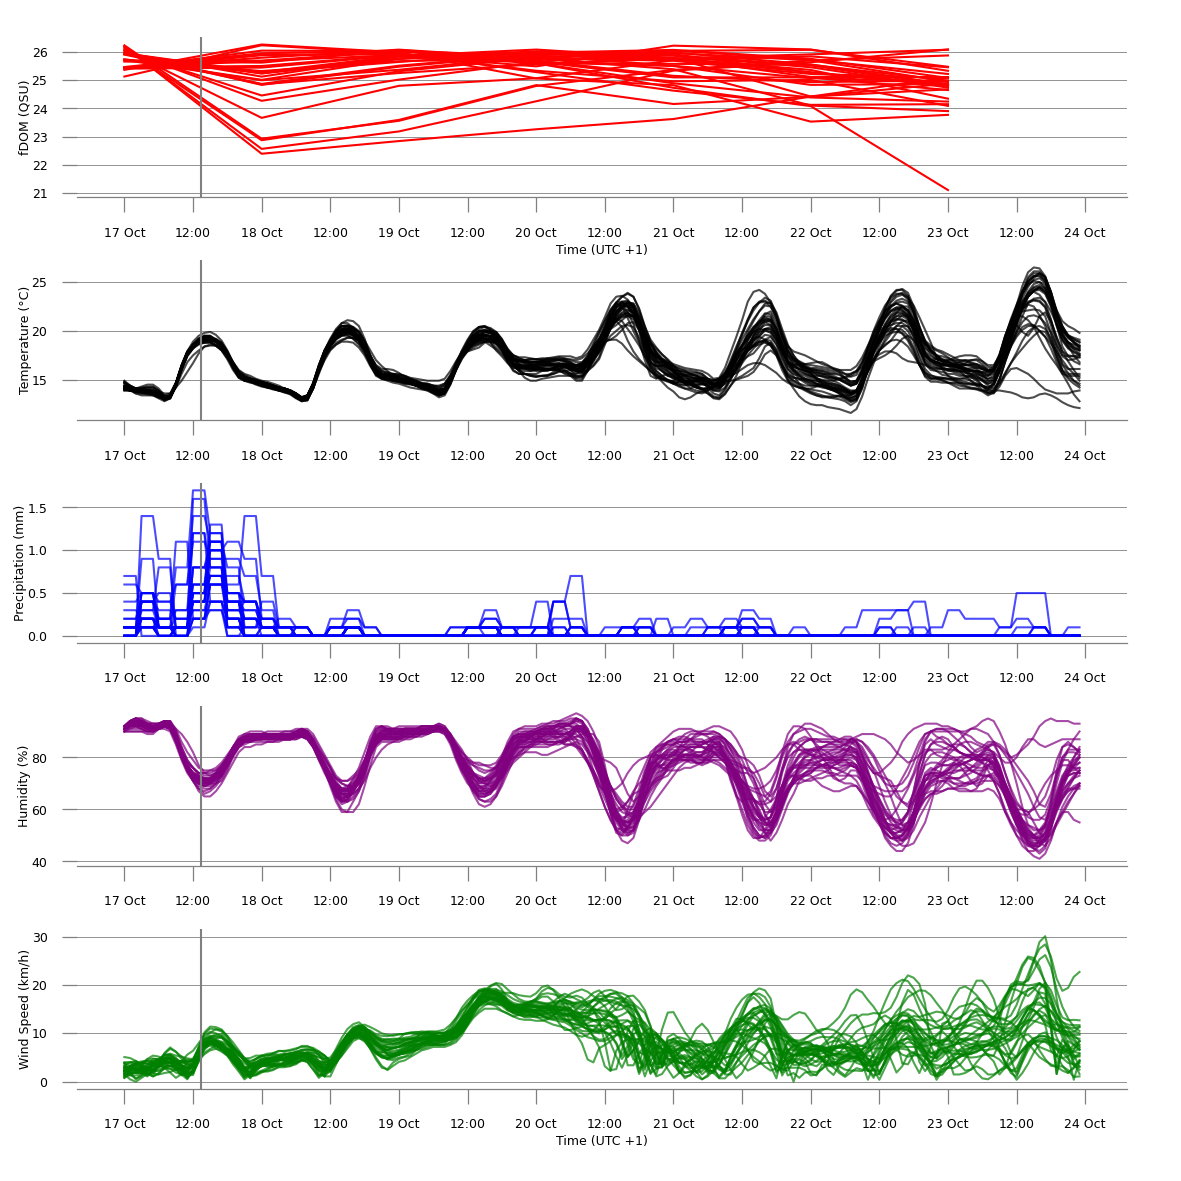 26
25
24
23
22
21
fDOM (QSU)
17 Oct 12:00 18 Oct 12:00 19 Oct 12:00 20 Oct 12:00 21 Oct 12:00 22 Oct 12:00 23 Oct 12:00 24 Oct
Time (UTC +1)
25
20
15
Temperature (°C)
17 Oct 12:00 18 Oct 12:00 19 Oct 12:00 20 Oct 12:00 21 Oct 12:00 22 Oct 12:00 23 Oct 12:00 24 Oct
1.5
1.0
0.5
0.0
Precipitation (mm)
17 Oct 12:00 18 Oct 12:00 19 Oct 12:00 20 Oct 12:00 21 Oct 12:00 22 Oct 12:00 23 Oct 12:00 24 Oct
80
60
40
Humidity (%)
17 Oct 12:00 18 Oct 12:00 19 Oct 12:00 20 Oct 12:00 21 Oct 12:00 22 Oct 12:00 23 Oct 12:00 24 Oct
30
20
10
0
Wind Speed (km/h)
17 Oct 12:00 18 Oct 12:00 19 Oct 12:00 20 Oct 12:00 21 Oct 12:00 22 Oct 12:00 23 Oct 12:00 24 Oct
Time (UTC +1)